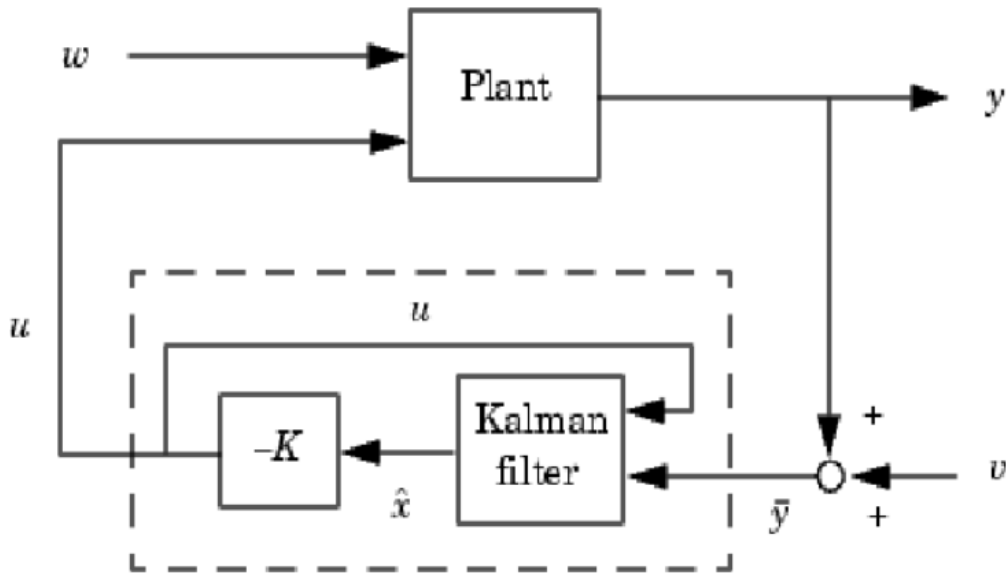 w
Plant
y
u
u
–K
Kalman
filter
x̂
ȳ
+
v
+